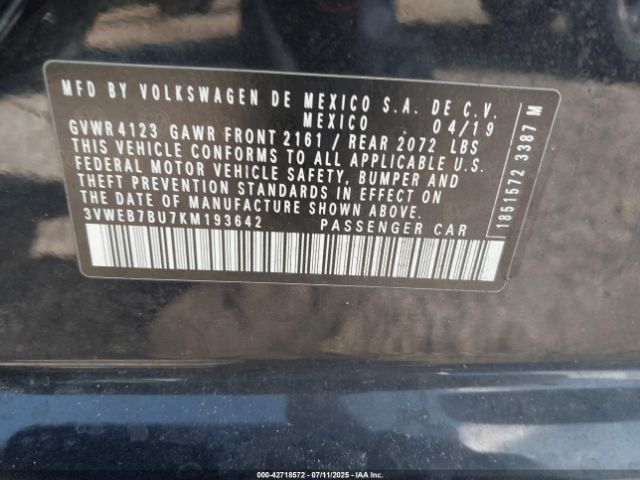 MFD BY VOLKSWAGEN DE MEXICO S.A. DE C.V.
MEXICO 04/19
GVWR 4123 GAWR FRONT 2161 / REAR 2072 LBS
THIS VEHICLE CONFORMS TO ALL APPLICABLE U.S.
FEDERAL MOTOR VEHICLE SAFETY, BUMPER AND
THEFT PREVENTION STANDARDS IN EFFECT ON
THE DATE OF MANUFACTURE SHOWN ABOVE
3VWEB7BU7KM193642 PASSENGER CAR
1851572 3387 M
000-42718572 | 07/11/2025 | IAAI.COM